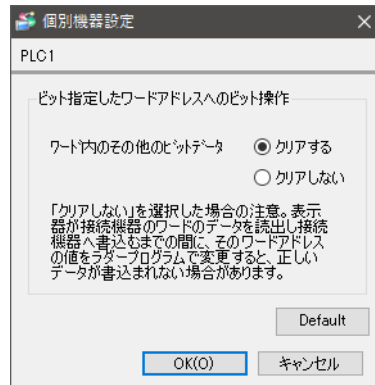 個別機器設定
PLC1
ビット指定したワードアドレスへのビット操作
ワード内のその他のビットデータ
クリアする
クリアしない
「クリアしない」を選択した場合の注意。表示
器が接続機器のワードのデータを読出し接続
機器へ書込むまでの間に、そのワードアドレス
の値をラダープログラムで変更すると、正しい
データが書込まれない場合があります。
Default
OK(O)
キャンセル